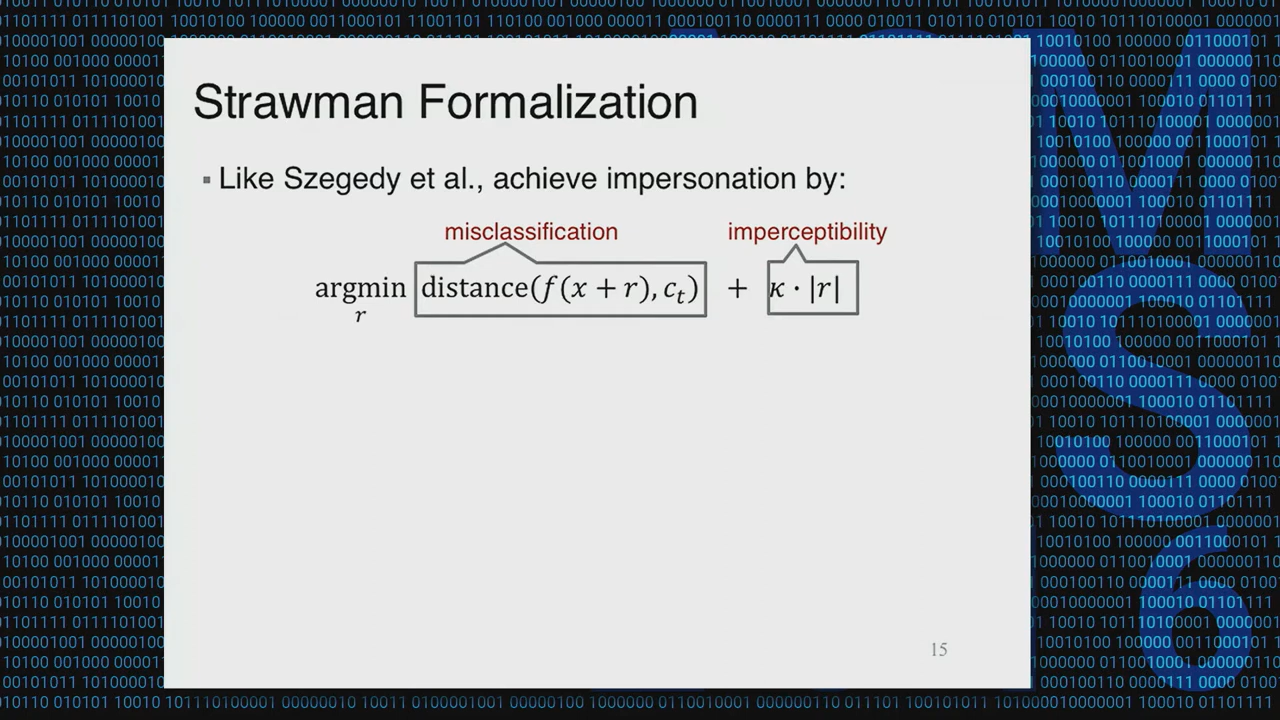 Strawman Formalization
▪ Like Szegedy et al., achieve impersonation by:
misclassification imperceptibility
argmin distance(f(x + r), c_t) + κ · |r|
r
15